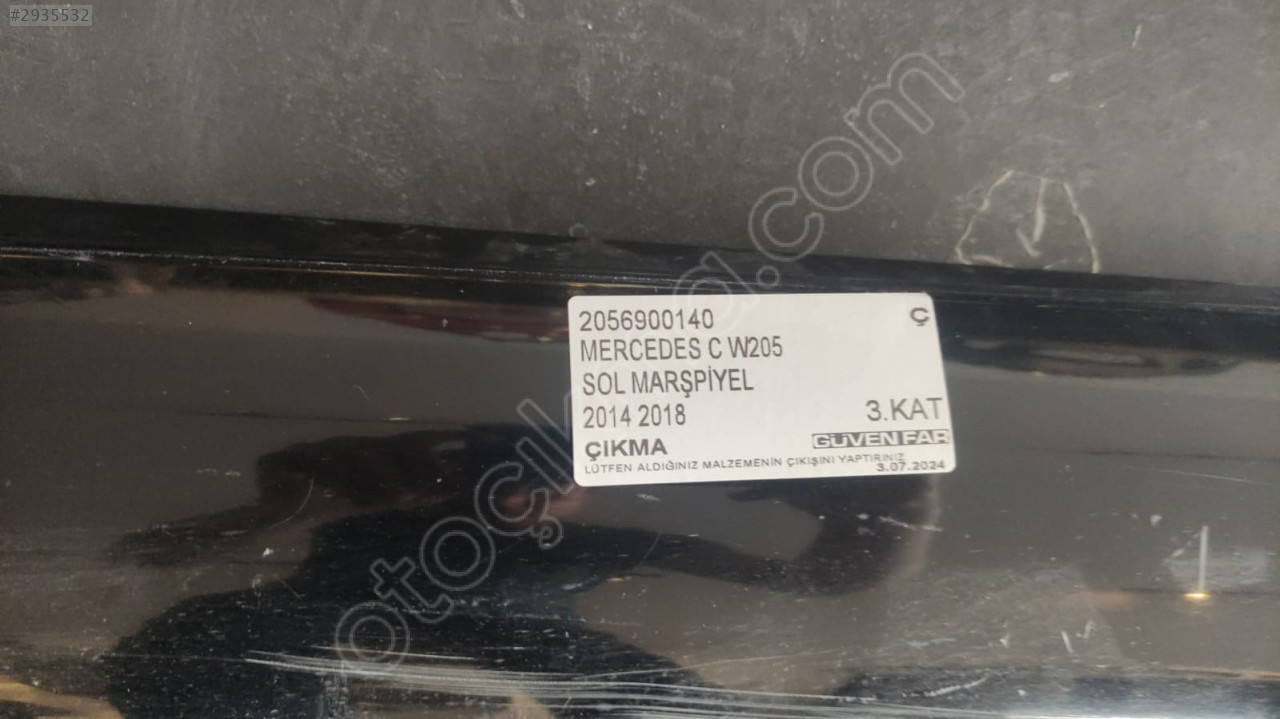 #2935532
otoçıkma.com
2056900140 Ç
MERCEDES C W205
SOL MARŞPİYEL
2014 2018 3.KAT
ÇIKMA GÜVEN FAR
LÜTFEN ALDIĞINIZ MALZEMENİN ÇIKIŞINI YAPTIRINIZ
3.07.2024